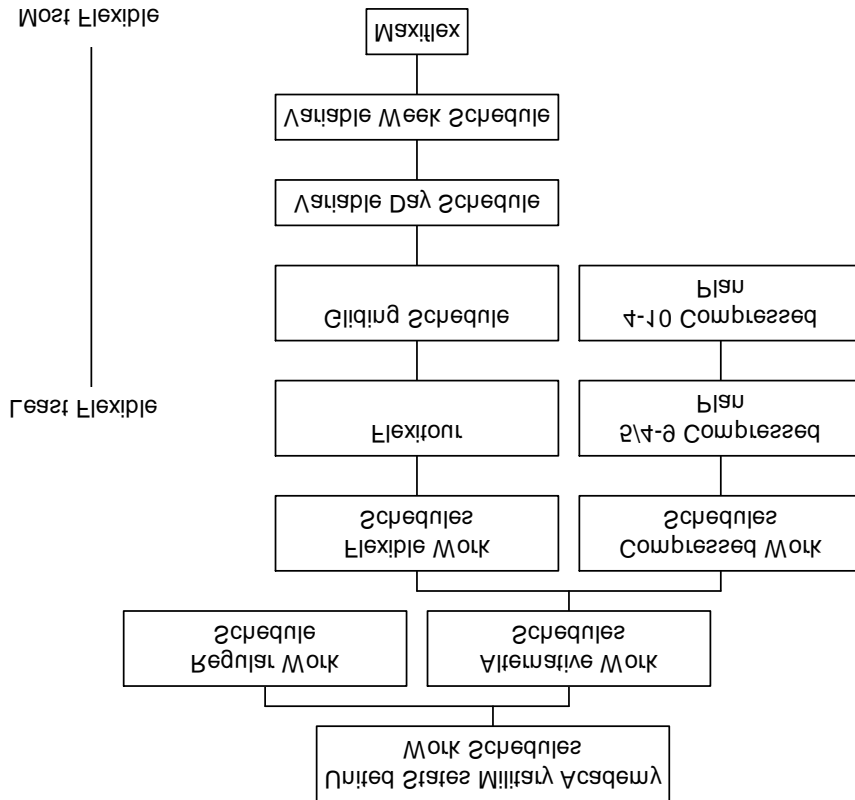 United States Military Academy
Work Schedules
Regular Work
Schedule
Alternative Work
Schedules
Flexible Work
Schedules
Compressed Work
Schedules
Least Flexible
Flexitour
5/4-9 Compressed
Plan
Gliding Schedule
4-10 Compressed
Plan
Variable Day Schedule
Variable Week Schedule
Most Flexible
Maxiflex